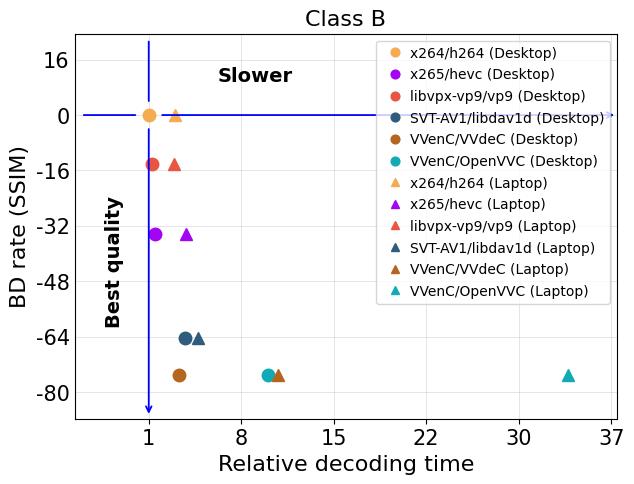 Class B
BD rate (SSIM)
16
0
-16
-32
-48
-64
-80
Slower
Best quality
x264/h264 (Desktop)
x265/hevc (Desktop)
libvpx-vp9/vp9 (Desktop)
SVT-AV1/libdav1d (Desktop)
VVenC/VVdeC (Desktop)
VVenC/OpenVVC (Desktop)
x264/h264 (Laptop)
x265/hevc (Laptop)
libvpx-vp9/vp9 (Laptop)
SVT-AV1/libdav1d (Laptop)
VVenC/VVdeC (Laptop)
VVenC/OpenVVC (Laptop)
1 8 15 22 30 37
Relative decoding time